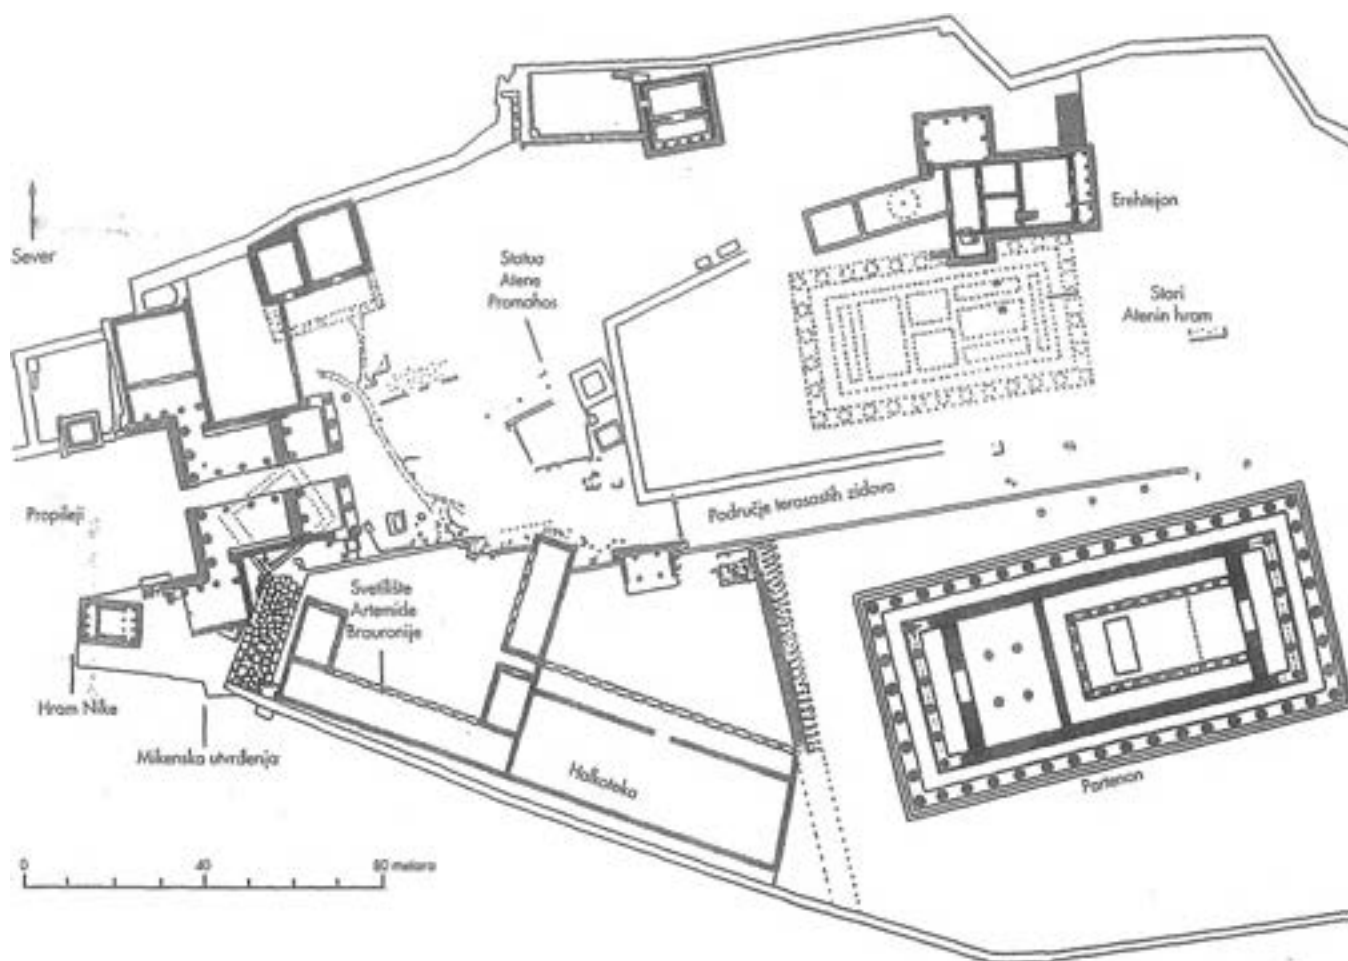 Sever
Statua
Atene
Promahos
Erehtejon
Stari
Atenin hram
Propileji
Područje terasastih zidova
Svetilište
Artemide
Brauronije
Hram Nike
Mikenska utvrđenja
Halkoteka
Partenon
0 40 80 metara